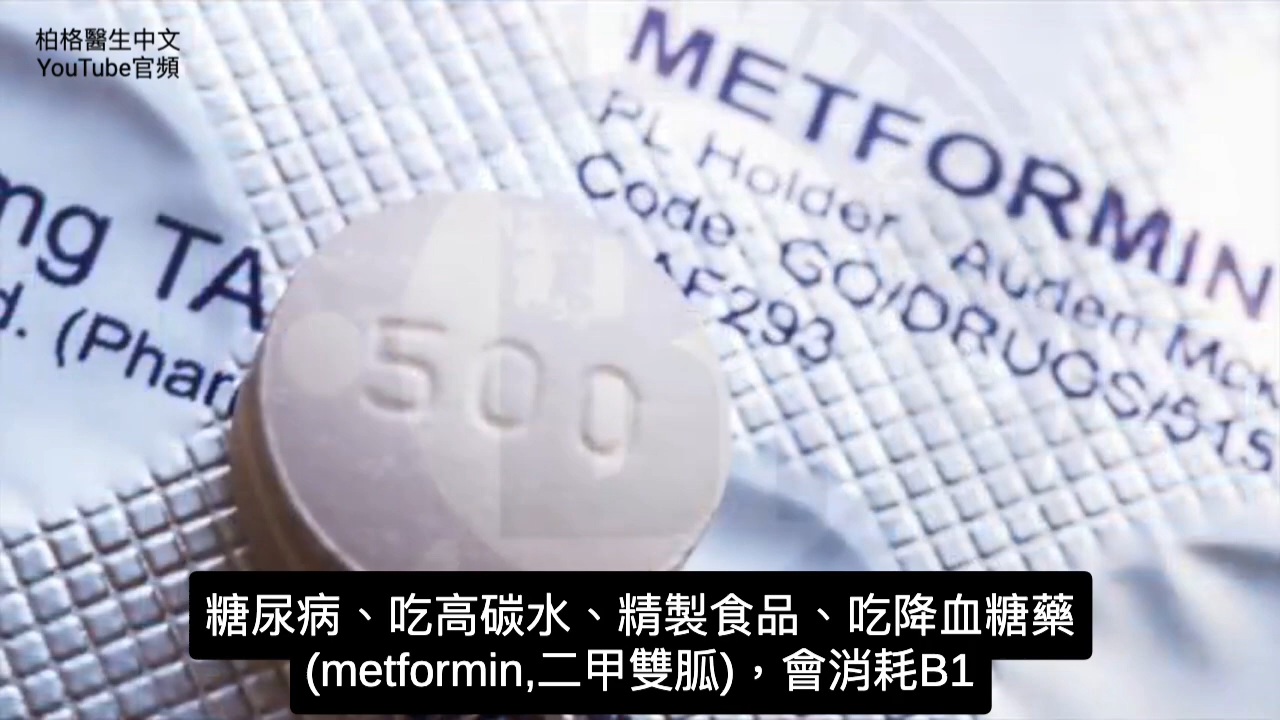 柏格醫生中文
YouTube官頻
METFORMIN
PL Holder Auden Mck
Code: GO/DRUGS/515
AF293
mg TA
d. (Phar
500
糖尿病、吃高碳水、精製食品、吃降血糖藥
(metformin,二甲雙胍)，會消耗B1